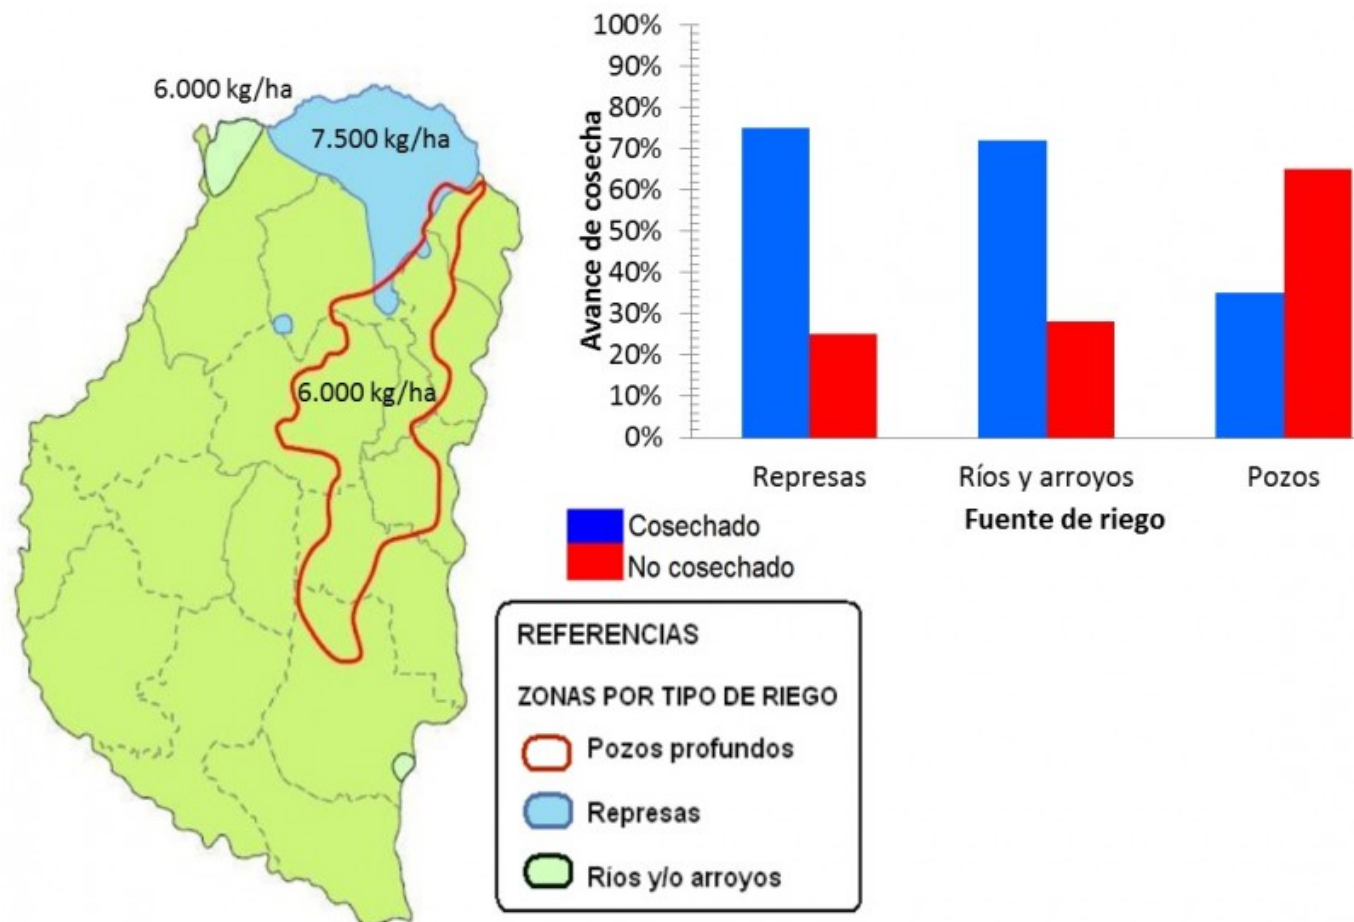 6.000 kg/ha
7.500 kg/ha
6.000 kg/ha
100%
90%
80%
70%
60%
50%
40%
30%
20%
10%
0%
Avance de cosecha
Represas
Ríos y arroyos
Pozos
Fuente de riego
Cosechado
No cosechado
REFERENCIAS
ZONAS POR TIPO DE RIEGO
Pozos profundos
Represas
Ríos y/o arroyos